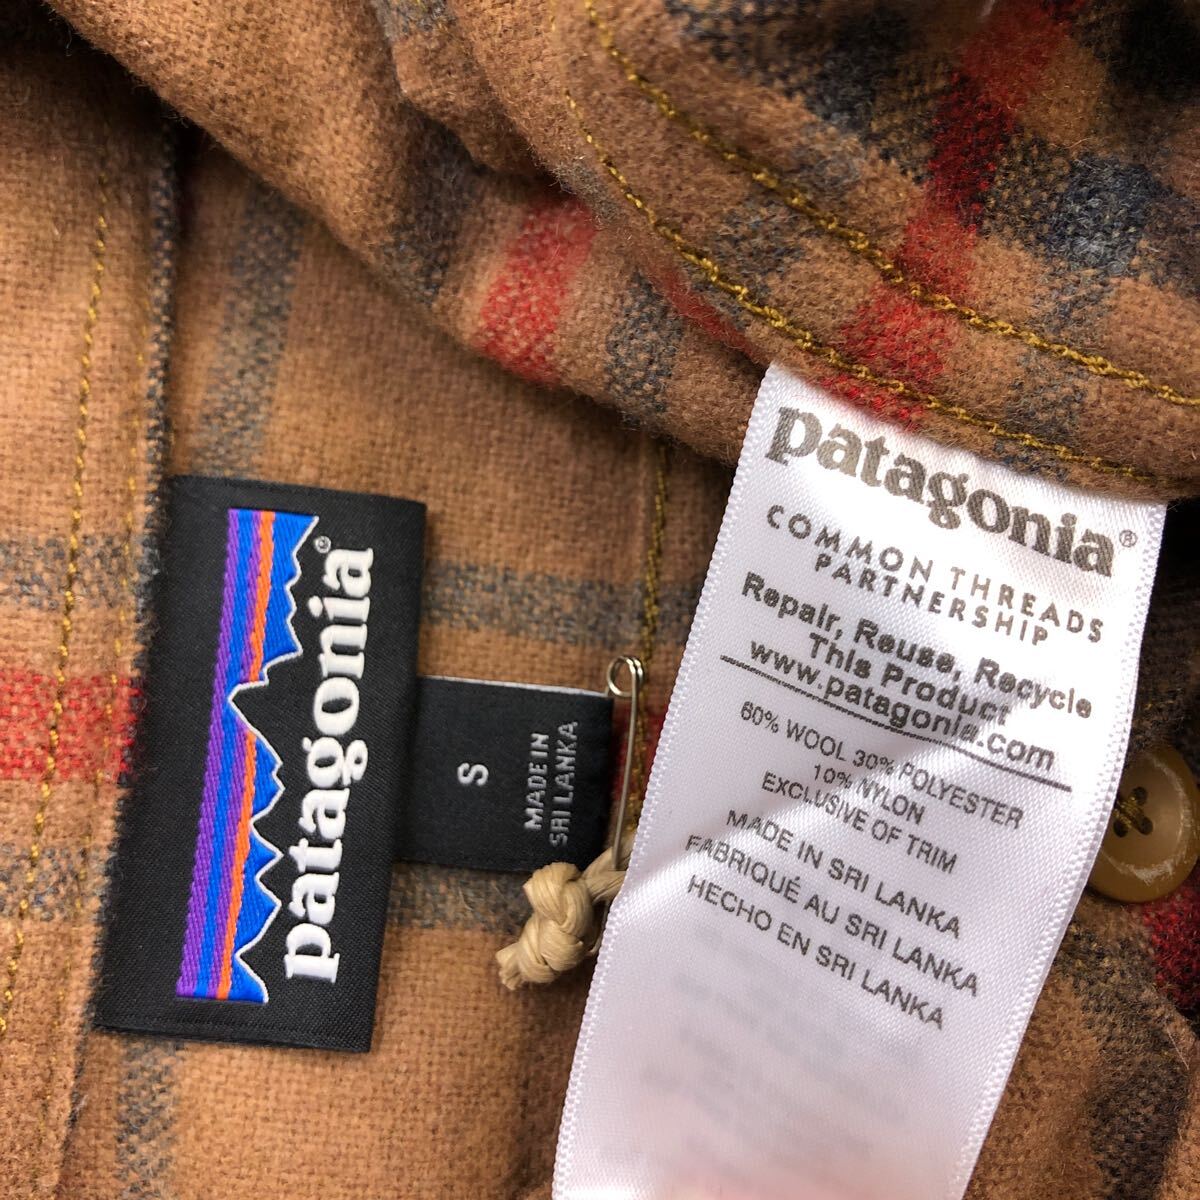 patagonia®
S
MADE IN
SRI LANKA
patagonia®
COMMON THREADS
PARTNERSHIP
Repair, Reuse, Recycle
This Product
www.patagonia.com
60% WOOL 30% POLYESTER
10% NYLON
EXCLUSIVE OF TRIM
MADE IN SRI LANKA
FABRIQUÉ AU SRI LANKA
HECHO EN SRI LANKA